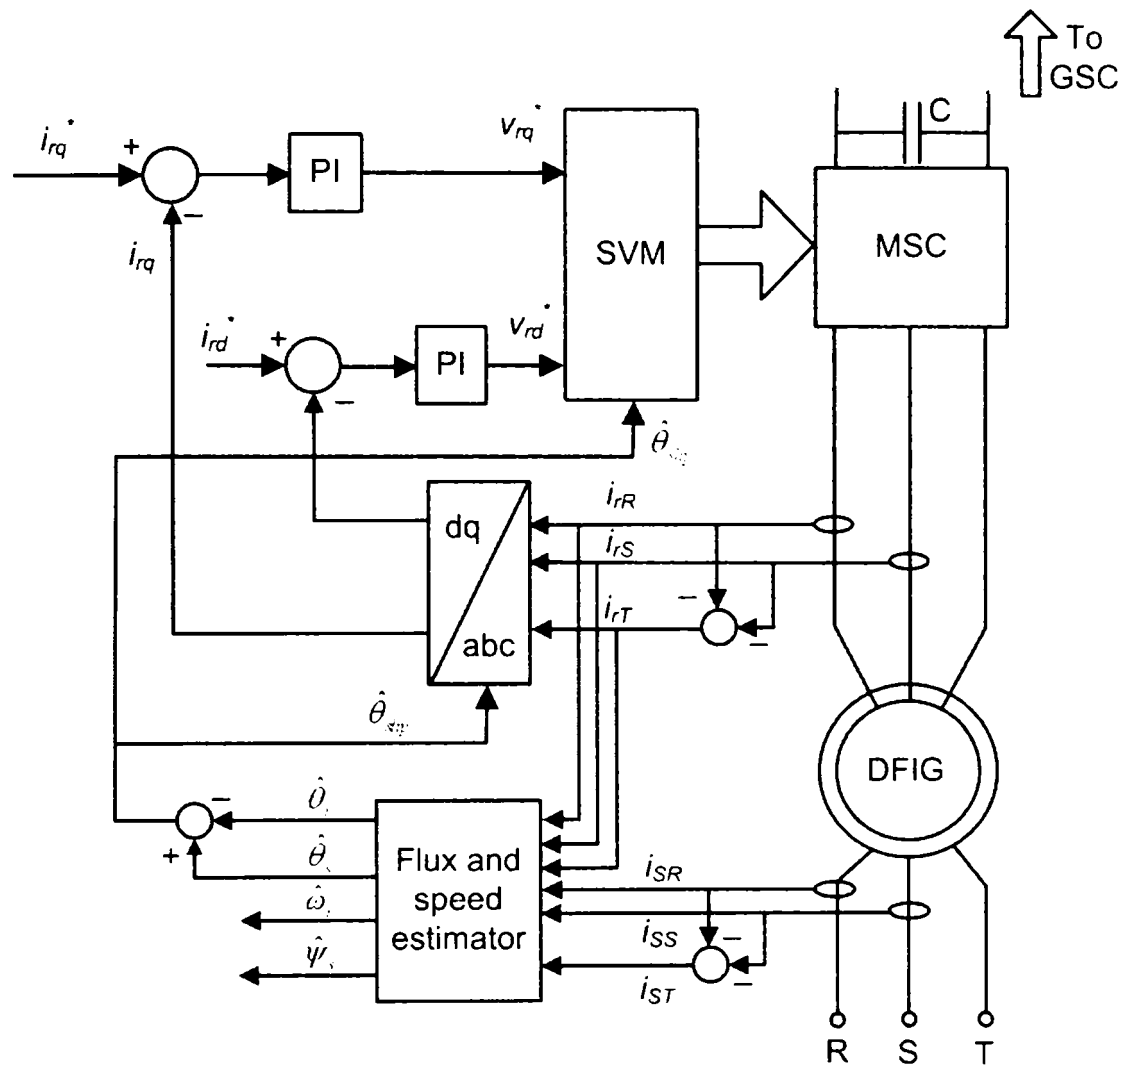 To
GSC
C
i_rq*
+
PI
v_rq*
−
i_rq
SVM
MSC
i_rd*
+
PI
v_rd*
−
θ̂
i_rR
dq
i_rS
−
i_rT
abc
−
θ̂
DFIG
−
θ̂
+
θ̂
Flux and
speed
estimator
ω̂
ψ̂
i_SR
i_SS
−
i_ST
−
R S T